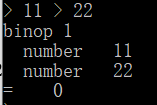 > 11 > 22
binop 1
  number   11
  number   22
=    0